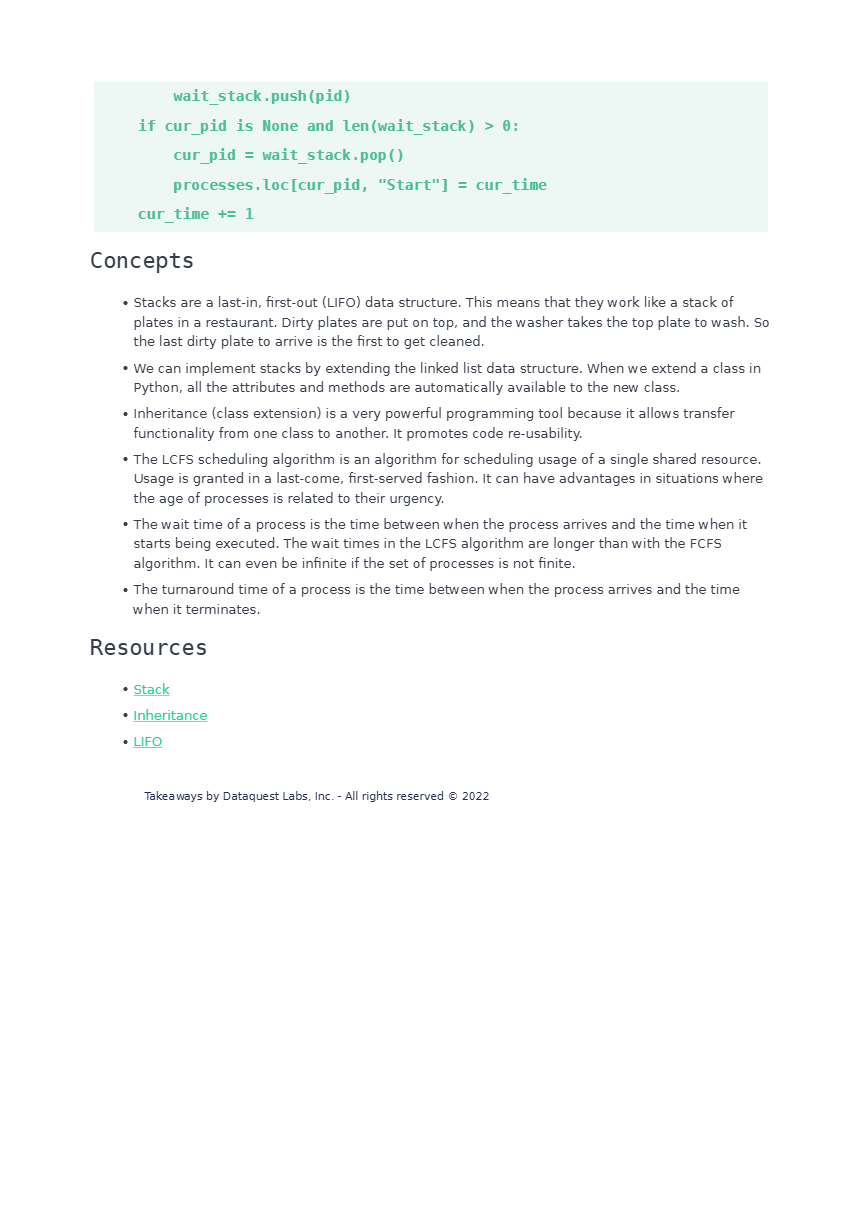 wait_stack.push(pid)
if cur_pid is None and len(wait_stack) > 0:
cur_pid = wait_stack.pop()
processes.loc[cur_pid, "Start"] = cur_time
cur_time += 1
Concepts
• Stacks are a last-in, first-out (LIFO) data structure. This means that they work like a stack of
plates in a restaurant. Dirty plates are put on top, and the washer takes the top plate to wash. So
the last dirty plate to arrive is the first to get cleaned.
• We can implement stacks by extending the linked list data structure. When we extend a class in
Python, all the attributes and methods are automatically available to the new class.
• Inheritance (class extension) is a very powerful programming tool because it allows transfer
functionality from one class to another. It promotes code re-usability.
• The LCFS scheduling algorithm is an algorithm for scheduling usage of a single shared resource.
Usage is granted in a last-come, first-served fashion. It can have advantages in situations where
the age of processes is related to their urgency.
• The wait time of a process is the time between when the process arrives and the time when it
starts being executed. The wait times in the LCFS algorithm are longer than with the FCFS
algorithm. It can even be infinite if the set of processes is not finite.
• The turnaround time of a process is the time between when the process arrives and the time
when it terminates.
Resources
• Stack
• Inheritance
• LIFO
Takeaways by Dataquest Labs, Inc. - All rights reserved © 2022